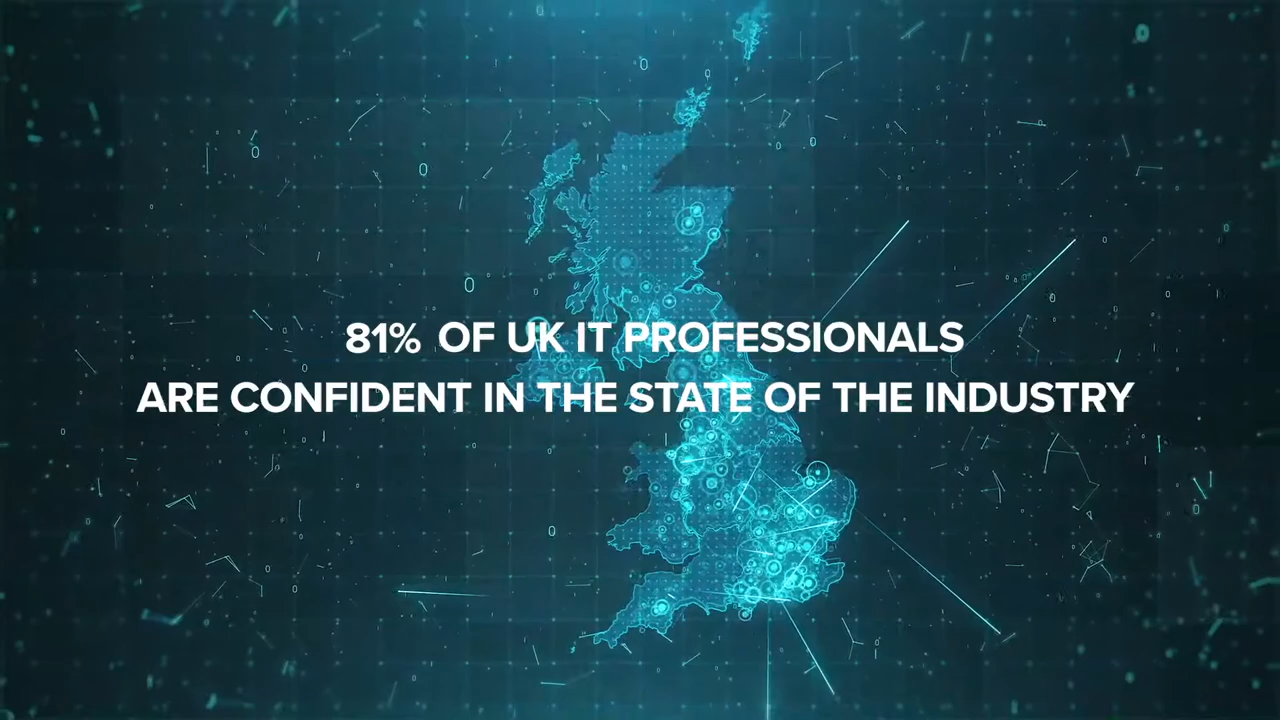 81% OF UK IT PROFESSIONALS
ARE CONFIDENT IN THE STATE OF THE INDUSTRY